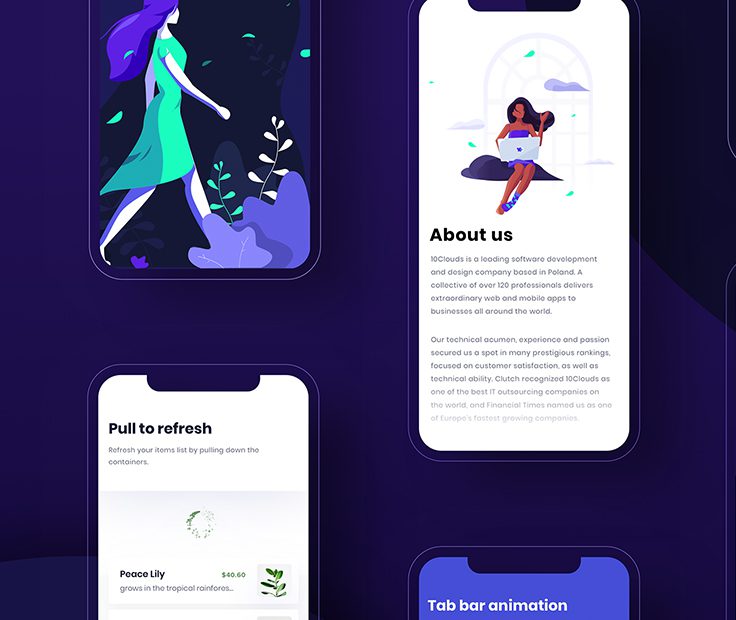 About us
10Clouds is a leading software development
and design company based in Poland. A
collective of over 120 professionals delivers
extraordinary web and mobile apps to
businesses all around the world.
Our technical acumen, experience and passion
secured us a spot in many prestigious rankings,
focused on customer satisfaction, as well as
technical ability. Clutch recognized 10Clouds as
one of the best IT outsourcing companies on
the world, and Financial Times named us as one
of Europe's fastest growing companies.
Pull to refresh
Refresh your items list by pulling down the
containers.
Peace Lily $40.60
grows in the tropical rainfores...
Tab bar animation